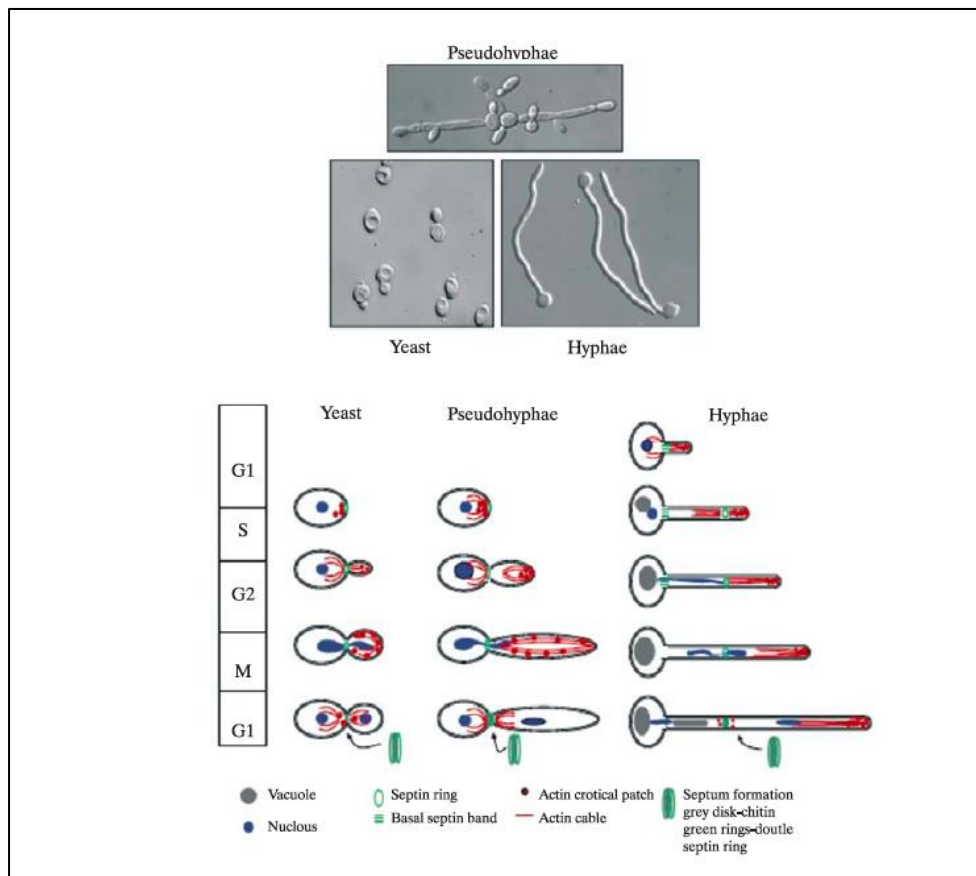 Pseudohyphae
Yeast Hyphae
Yeast Pseudohyphae Hyphae
G1
S
G2
M
G1
Vacuole
Nuclous
Septin ring
Basal septin band
Actin crotical patch
Actin cable
Septum formation
grey disk-chitin
green rings-doutle
septin ring